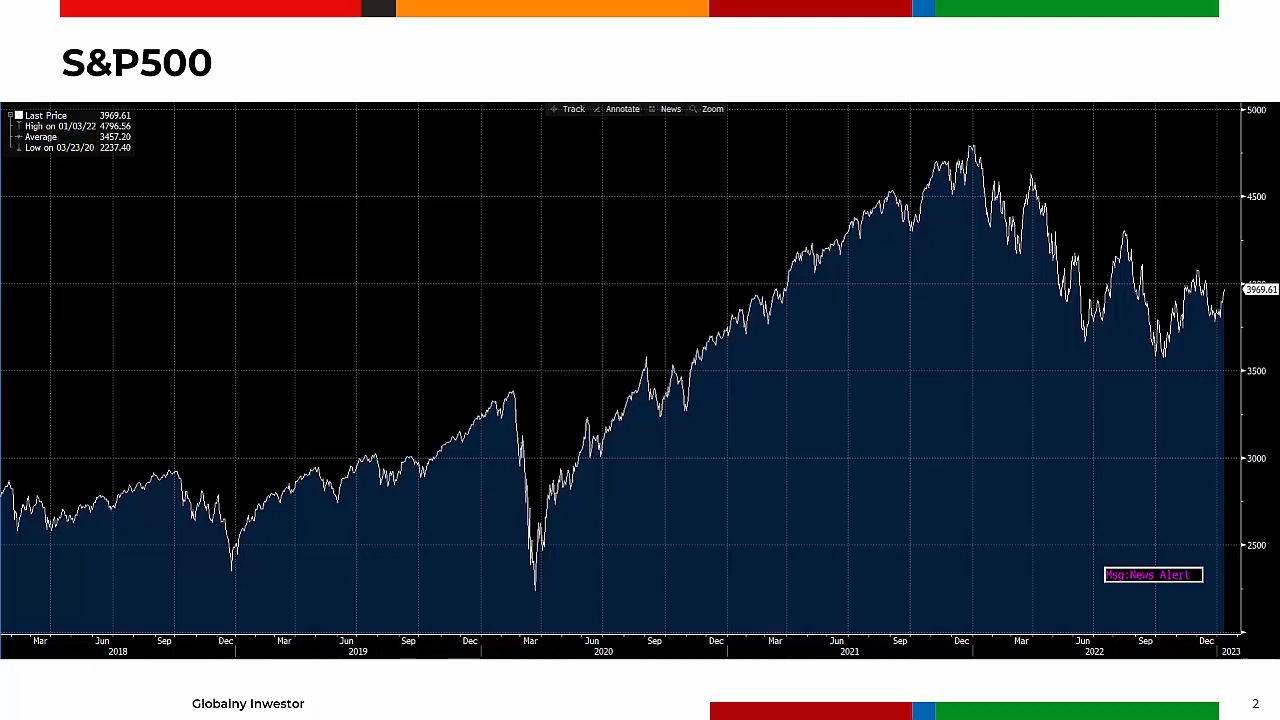 S&P500
Track Annotate News Zoom
Last Price 3969.61
High on 01/03/22 4796.56
Average 3457.20
Low on 03/23/20 2237.40
5000
4500
3969.61
3500
3000
2500
Msg:News Alert
Mar Jun Sep Dec Mar Jun Sep Dec Mar Jun Sep Dec Mar Jun Sep Dec Mar Jun Sep Dec
2018 2019 2020 2021 2022 2023
Globalny Inwestor
2